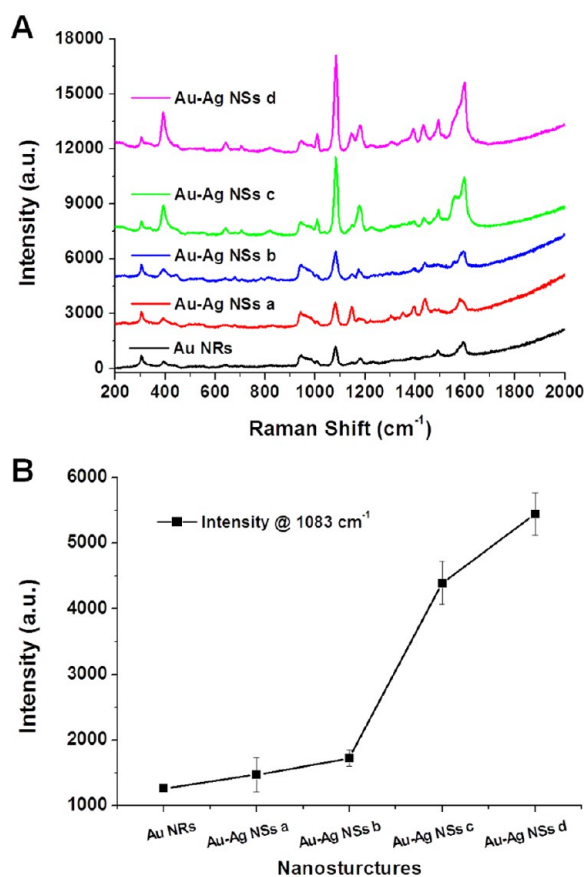 A
18000
15000
12000
9000
6000
3000
0
Intensity (a.u.)
Au-Ag NSs d
Au-Ag NSs c
Au-Ag NSs b
Au-Ag NSs a
Au NRs
200 400 600 800 1000 1200 1400 1600 1800 2000
Raman Shift (cm⁻¹)
B
6000
5000
4000
3000
2000
1000
Intensity (a.u.)
Intensity @ 1083 cm⁻¹
Au NRs Au-Ag NSs a Au-Ag NSs b Au-Ag NSs c Au-Ag NSs d
Nanosturctures